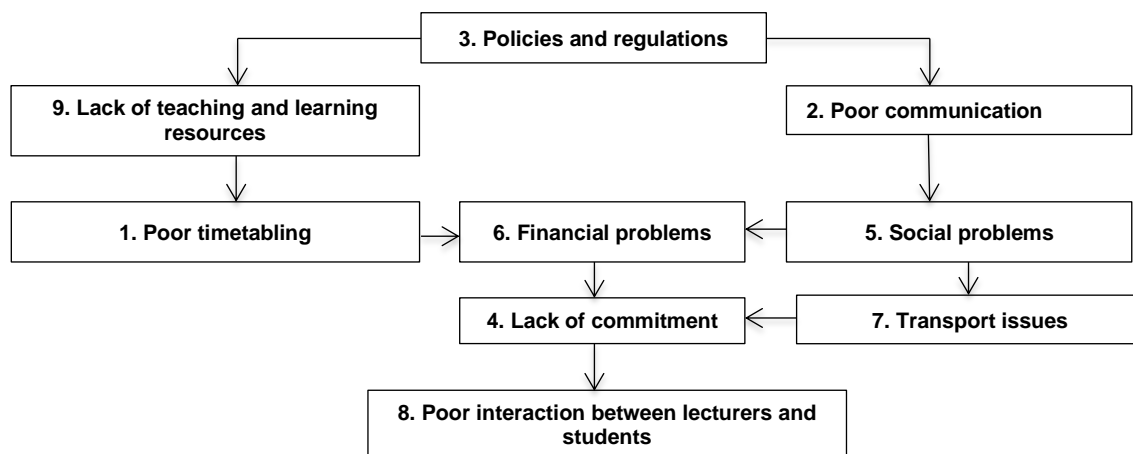 3. Policies and regulations
9. Lack of teaching and learning
resources
2. Poor communication
1. Poor timetabling
6. Financial problems
5. Social problems
4. Lack of commitment
7. Transport issues
8. Poor interaction between lecturers and
students